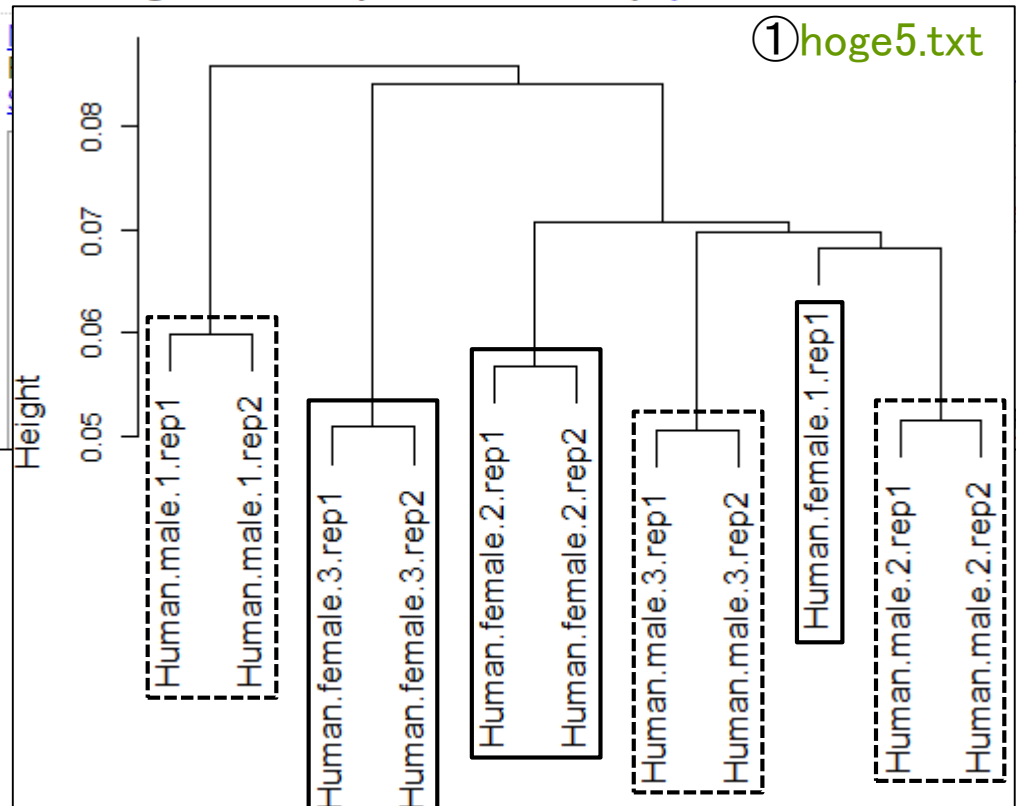 ①hoge5.txt
Height
0.08
0.07
0.06
0.05
Human.male.1.rep1
Human.male.1.rep2
Human.female.3.rep1
Human.female.3.rep2
Human.female.2.rep1
Human.female.2.rep2
Human.male.3.rep1
Human.male.3.rep2
Human.female.1.rep1
Human.male.2.rep1
Human.male.2.rep2